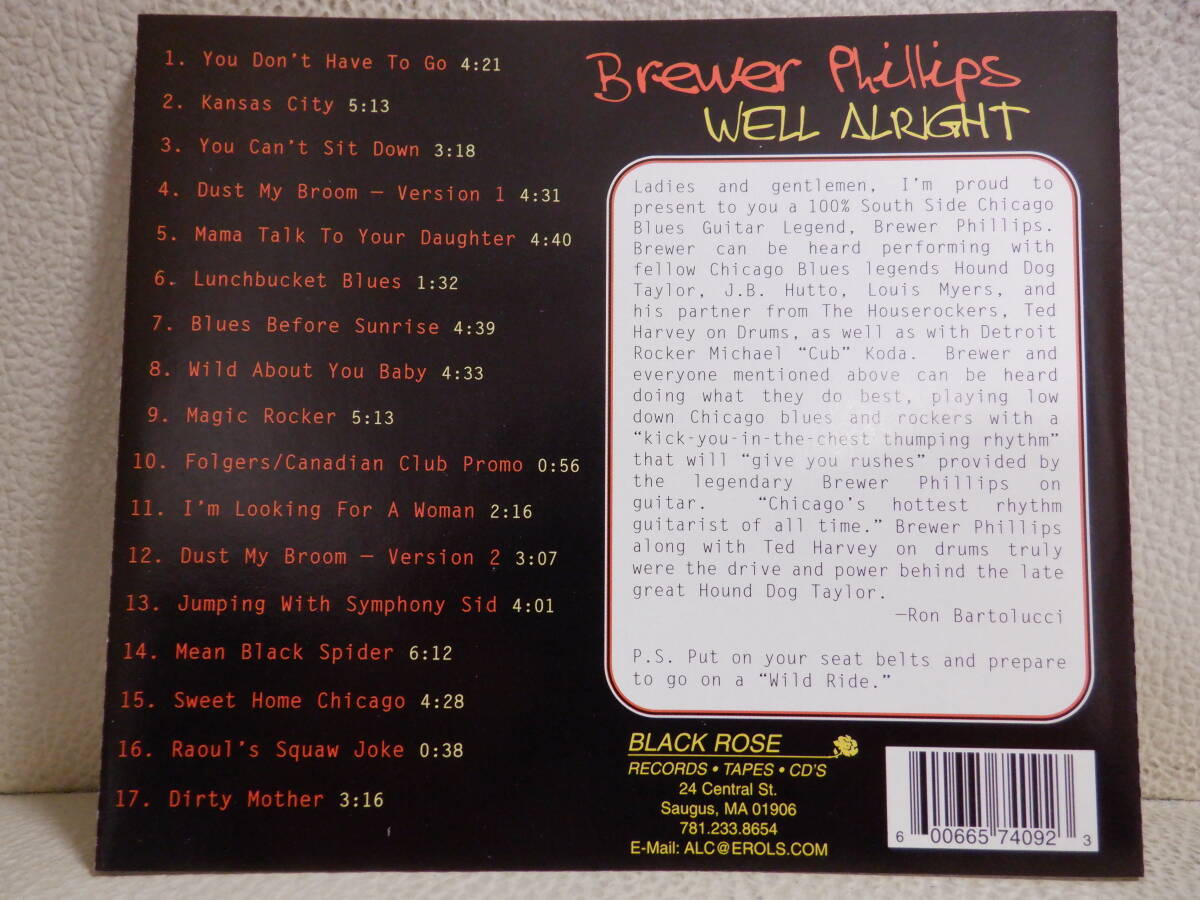 1. You Don't Have To Go 4:21
2. Kansas City 5:13
3. You Can't Sit Down 3:18
4. Dust My Broom – Version 1 4:31
5. Mama Talk To Your Daughter 4:40
6. Lunchbucket Blues 1:32
7. Blues Before Sunrise 4:39
8. Wild About You Baby 4:33
9. Magic Rocker 5:13
10. Folgers/Canadian Club Promo 0:56
11. I'm Looking For A Woman 2:16
12. Dust My Broom – Version 2 3:07
13. Jumping With Symphony Sid 4:01
14. Mean Black Spider 6:12
15. Sweet Home Chicago 4:28
16. Raoul's Squaw Joke 0:38
17. Dirty Mother 3:16
Brewer Phillips
WELL ALRIGHT
Ladies and gentlemen, I'm proud to
present to you a 100% South Side Chicago
Blues Guitar Legend, Brewer Phillips.
Brewer can be heard performing with
fellow Chicago Blues legends Hound Dog
Taylor, J.B. Hutto, Louis Myers, and
his partner from The Houserockers, Ted
Harvey on Drums, as well as with Detroit
Rocker Michael “Cub” Koda. Brewer and
everyone mentioned above can be heard
doing what they do best, playing low
down Chicago blues and rockers with a
“kick-you-in-the-chest thumping rhythm”
that will “give you rushes” provided by
the legendary Brewer Phillips on
guitar. “Chicago's hottest rhythm
guitarist of all time.” Brewer Phillips
along with Ted Harvey on drums truly
were the drive and power behind the late
great Hound Dog Taylor.
—Ron Bartolucci
P.S. Put on your seat belts and prepare
to go on a “Wild Ride.”
BLACK ROSE
RECORDS • TAPES • CD'S
24 Central St.
Saugus, MA 01906
781.233.8654
E-Mail: ALC@EROLS.COM
6 00665 74092 3